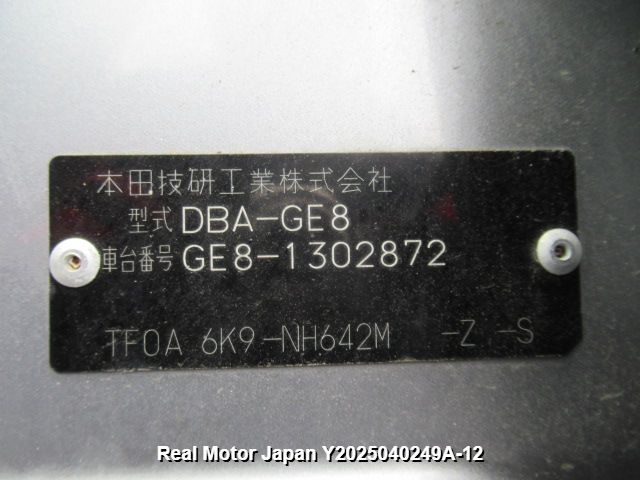 本田技研工業株式会社
型式 DBA-GE8
車台番号 GE8-1302872
TF0A 6K9-NH642M -Z -S
Real Motor Japan Y2025040249A-12